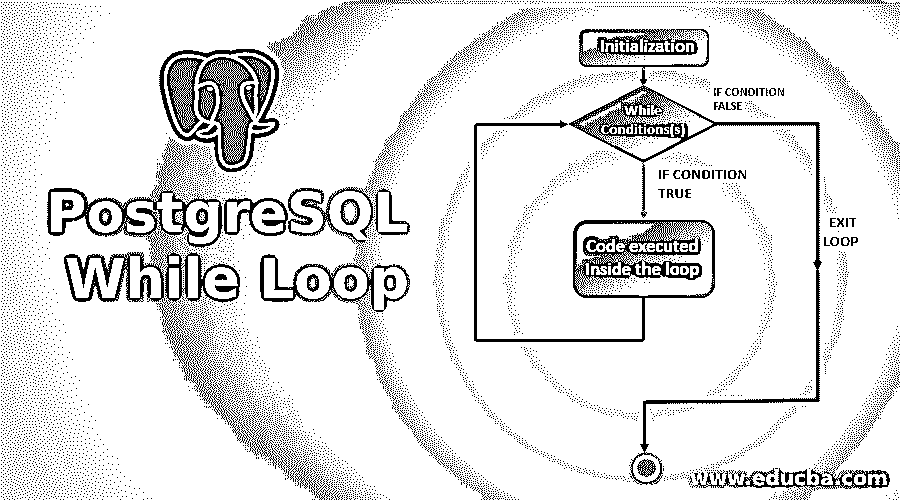 PostgreSQL
While Loop
Initialization
While
Conditions(s)
IF CONDITION
FALSE
IF CONDITION
TRUE
Code executed
Inside the loop
EXIT
LOOP
www.educba.com